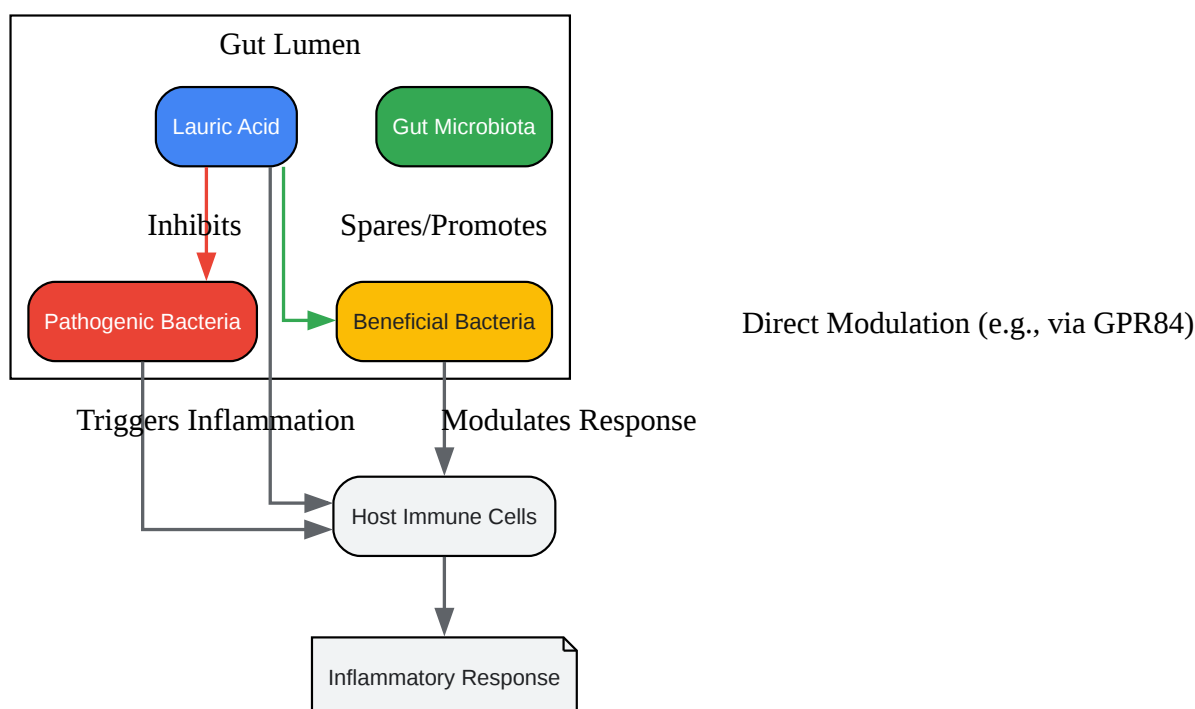 Gut Lumen
Lauric Acid
Gut Microbiota
Inhibits
Spares/Promotes
Pathogenic Bacteria
Beneficial Bacteria
Direct Modulation (e.g., via GPR84)
Triggers Inflammation
Modulates Response
Host Immune Cells
Inflammatory Response